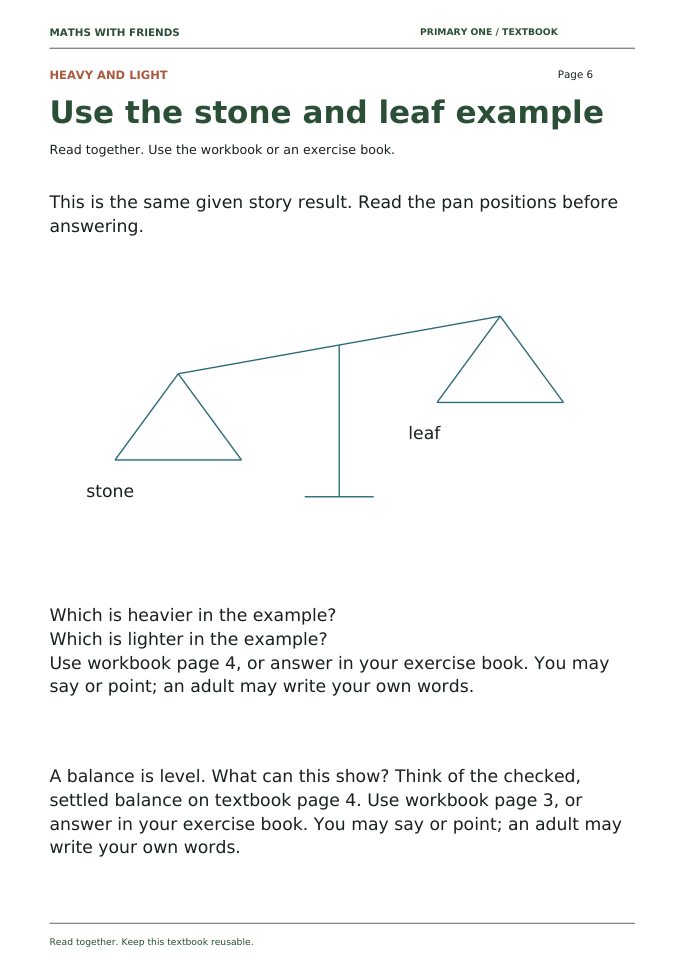 MATHS WITH FRIENDS
PRIMARY ONE / TEXTBOOK
HEAVY AND LIGHT
Page 6
Use the stone and leaf example
Read together. Use the workbook or an exercise book.
This is the same given story result. Read the pan positions before
answering.
leaf
stone
Which is heavier in the example?
Which is lighter in the example?
Use workbook page 4, or answer in your exercise book. You may
say or point; an adult may write your own words.
A balance is level. What can this show? Think of the checked,
settled balance on textbook page 4. Use workbook page 3, or
answer in your exercise book. You may say or point; an adult may
write your own words.
Read together. Keep this textbook reusable.